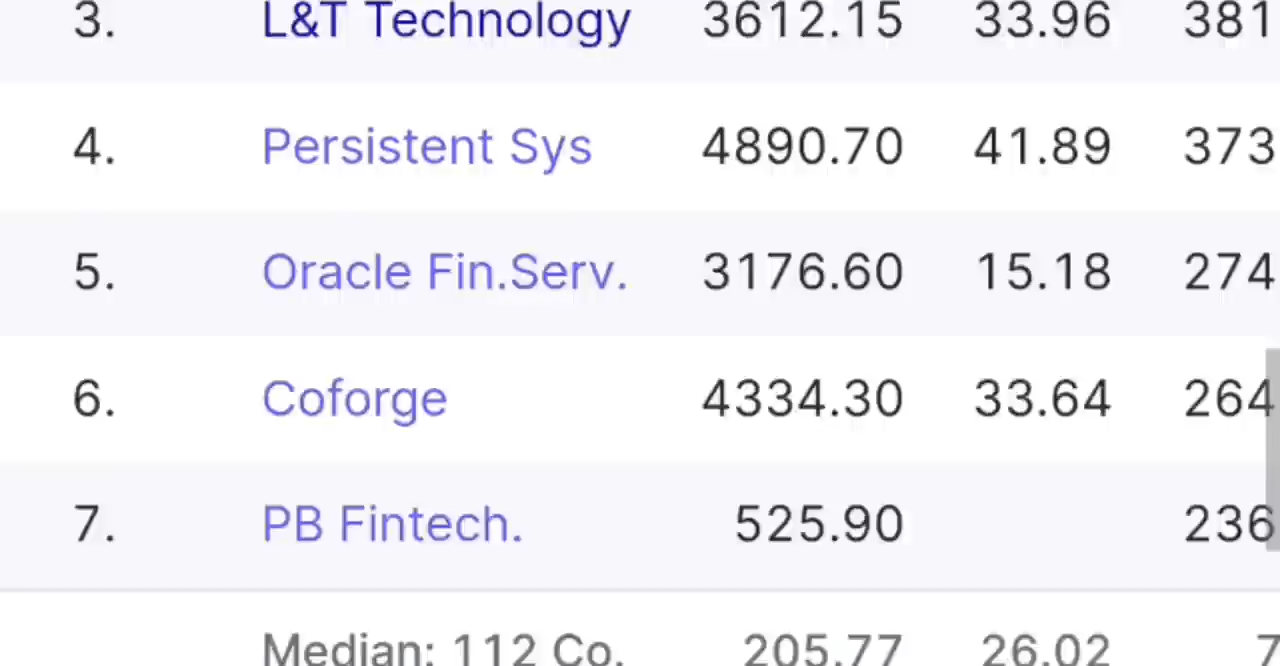 3. L&T Technology 3612.15 33.96 381
4. Persistent Sys 4890.70 41.89 373
5. Oracle Fin.Serv. 3176.60 15.18 274
6. Coforge 4334.30 33.64 264
7. PB Fintech. 525.90 236
Median: 112 Co. 205.77 26.02 7